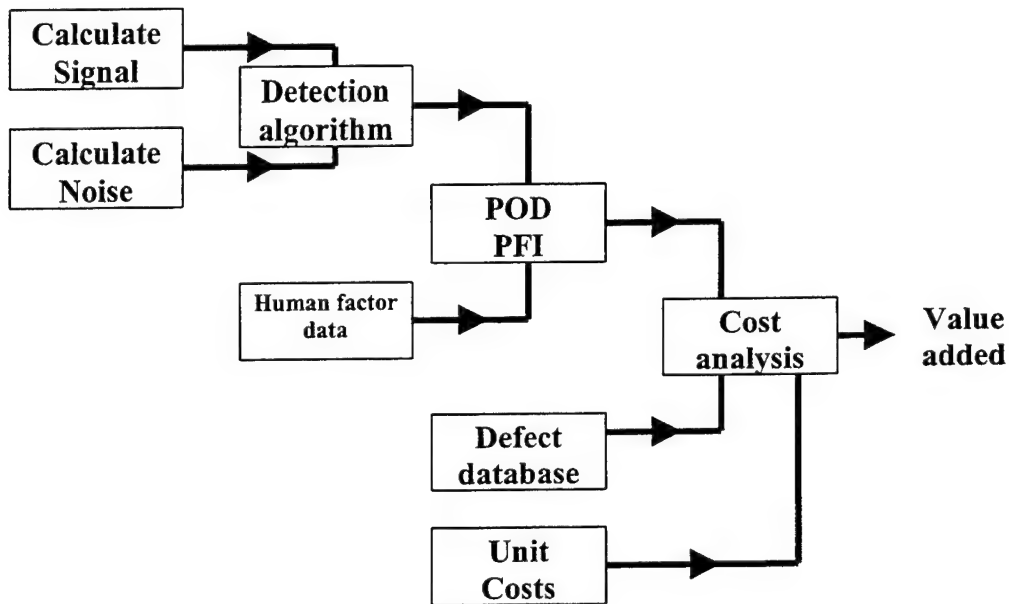 Calculate
Signal
Detection
algorithm
Calculate
Noise
POD
PFI
Human factor
data
Cost
analysis
Value
added
Defect
database
Unit
Costs